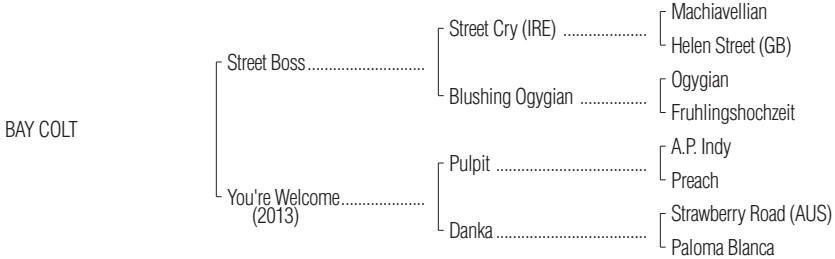 Machiavellian
Street Cry (IRE) ....................
Helen Street (GB)
Street Boss............................
Ogygian
Blushing Ogygian ................
Fruhlingshochzeit
BAY COLT
A.P. Indy
Pulpit ....................................
Preach
You're Welcome....................
(2013)
Strawberry Road (AUS)
Danka ....................................
Paloma Blanca